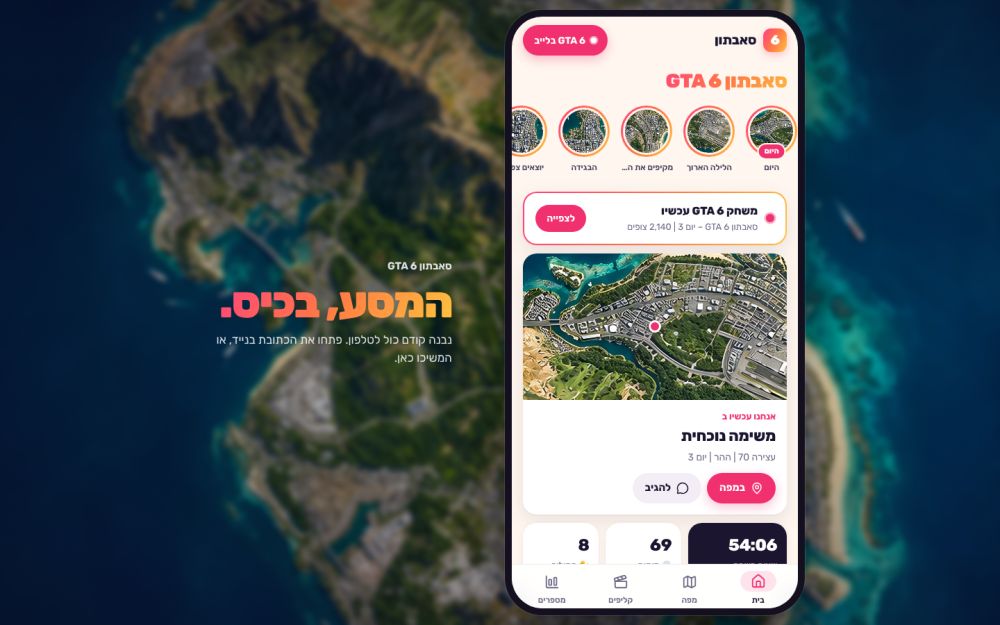 סאבתון 6 GTA
המסע, בכיס.
נבנה קודם כול לטלפון. פתחו את הכתובת בנייד, או
המשיכו כאן.
6 סאבתון
GTA 6 בלייב
סאבתון GTA 6
היום
היום
הלילה הארוך
מקיפים את ה...
הבגידה
יוצאים
משחק GTA 6 עכשיו
סאבתון GTA 6 – יום 3 | 2,140 צופים
לצפייה
אנחנו עכשיו ב
משימה נוכחית
עצירה 70 | ההר | יום 3
במפה
להגיב
54:06
69
8
בית
מפה
קליפים
מספרים